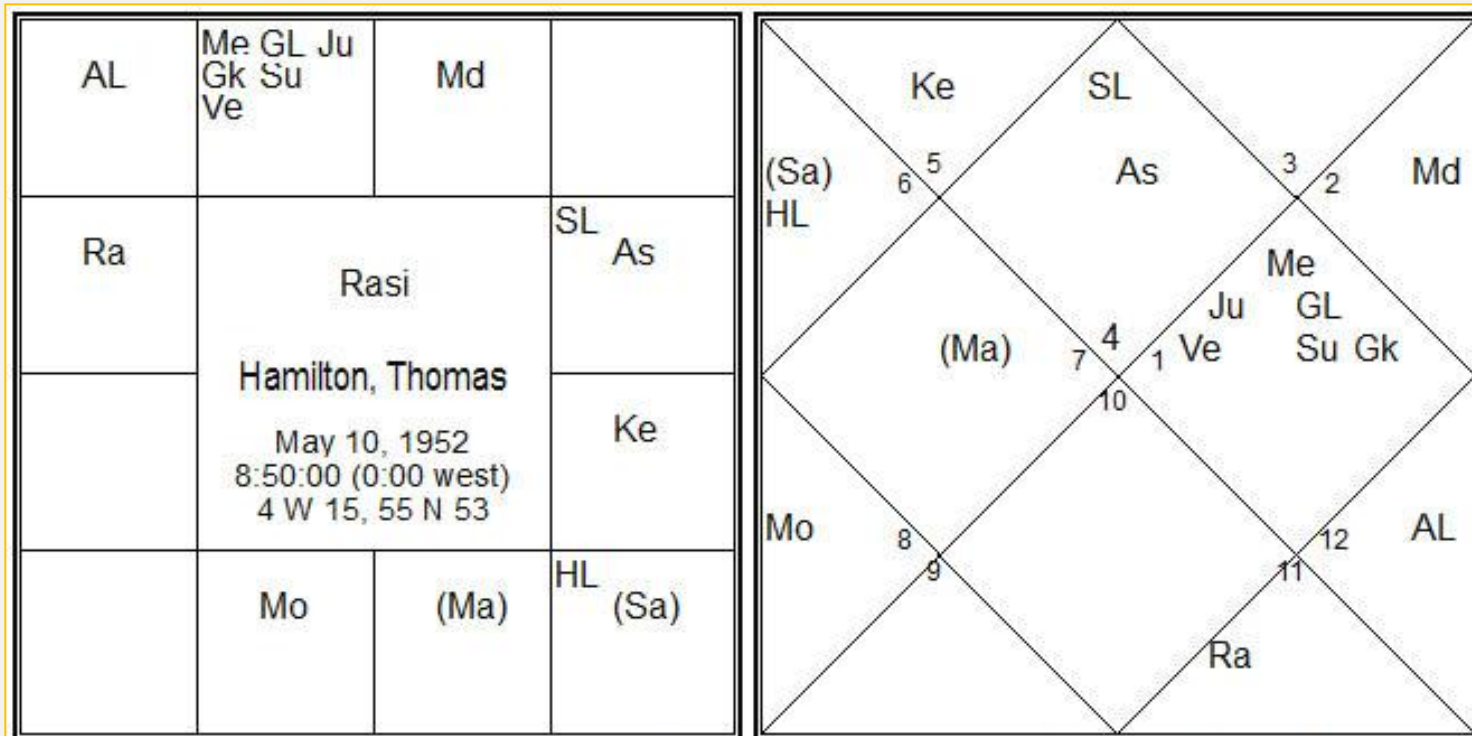 AL
Me GL Ju
Gk Su
Ve
Md
Ra
SL
As
Rasi
Hamilton, Thomas
May 10, 1952
8:50:00 (0:00 west)
4 W 15, 55 N 53
Ke
Mo
(Ma)
HL
(Sa)
Ke
SL
(Sa)
HL
5
6
As
3
2
Md
Me
Ju GL
(Ma)
7
4
1
Ve
Su Gk
10
Mo
8
9
12
11
AL
Ra